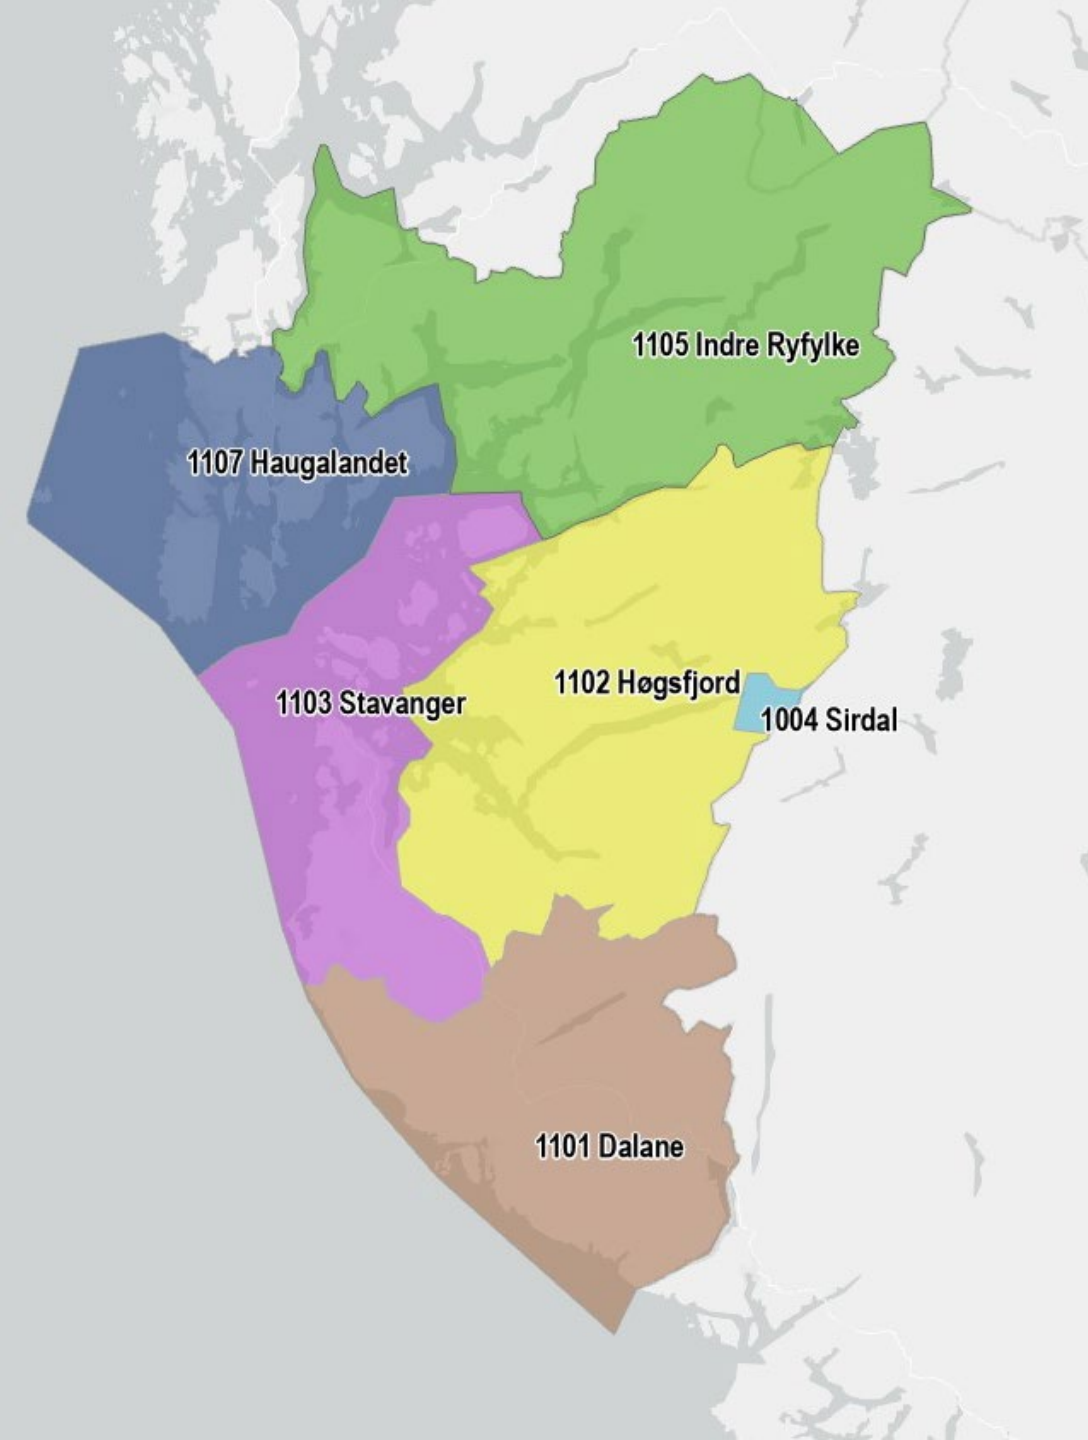 1105 Indre Ryfylke
1107 Haugalandet
1102 Høgsfjord
1103 Stavanger
1004 Sirdal
1101 Dalane